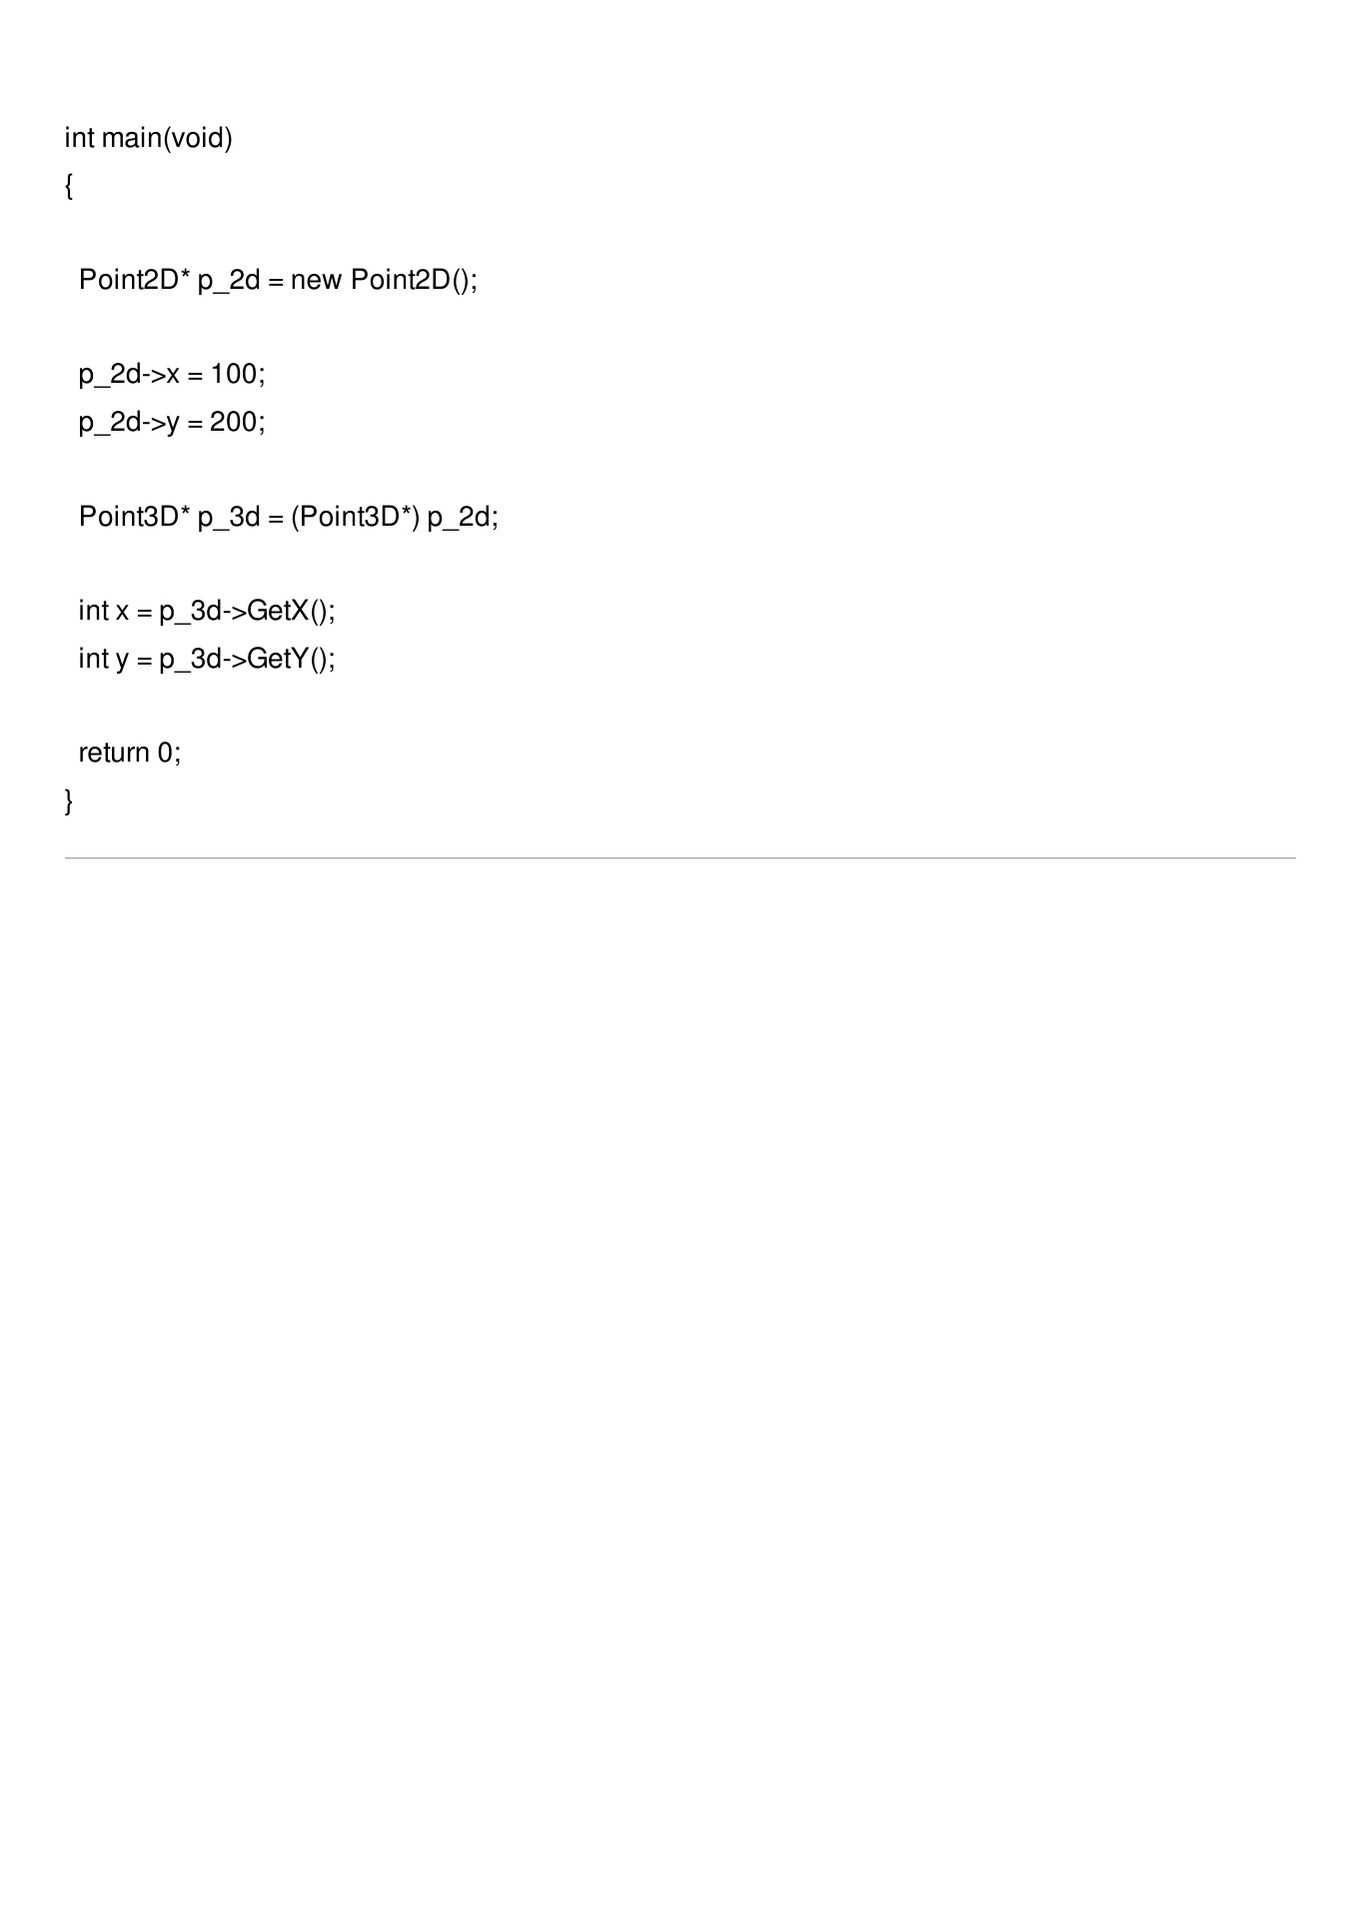 int main(void)
{
Point2D* p_2d = new Point2D();
p_2d->x = 100;
p_2d->y = 200;
Point3D* p_3d = (Point3D*) p_2d;
int x = p_3d->GetX();
int y = p_3d->GetY();
return 0;
}